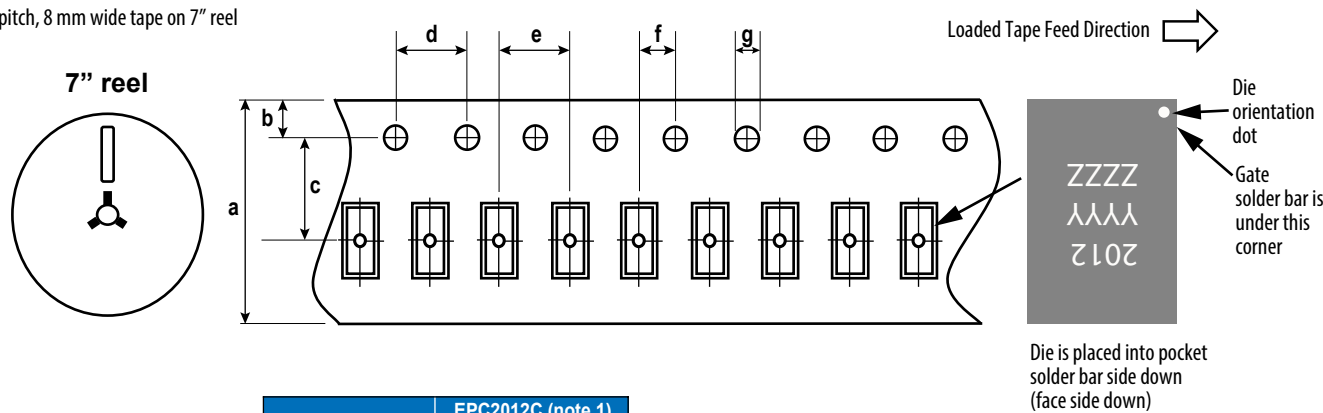 pitch, 8 mm wide tape on 7” reel
Loaded Tape Feed Direction
7” reel
d
e
f
g
b
c
a
Die
orientation
dot
Gate
solder bar is
under this
corner
2012
YYYY
ZZZZ
Die is placed into pocket
solder bar side down
(face side down)
EPC2012C (note 1)